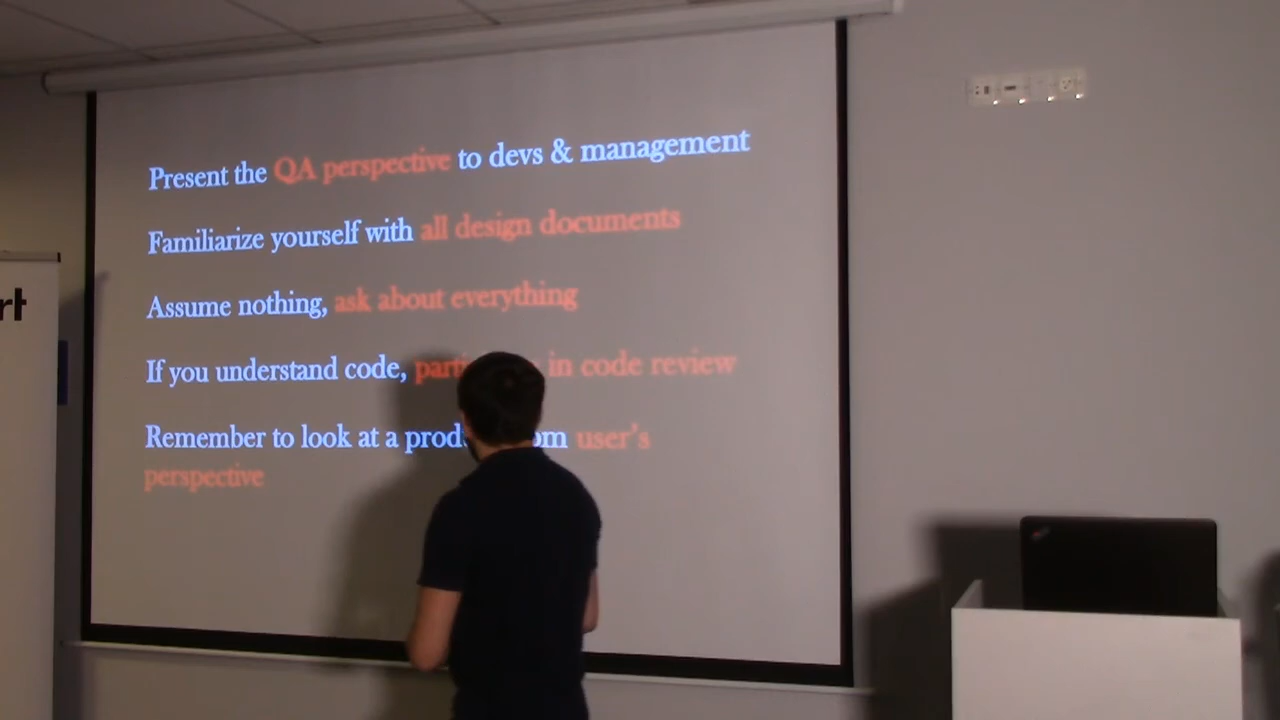 Present the QA perspective to devs & management
Familiarize yourself with all design documents
Assume nothing, ask about everything
If you understand code, in code review
Remember to look at a user's
perspective
rt